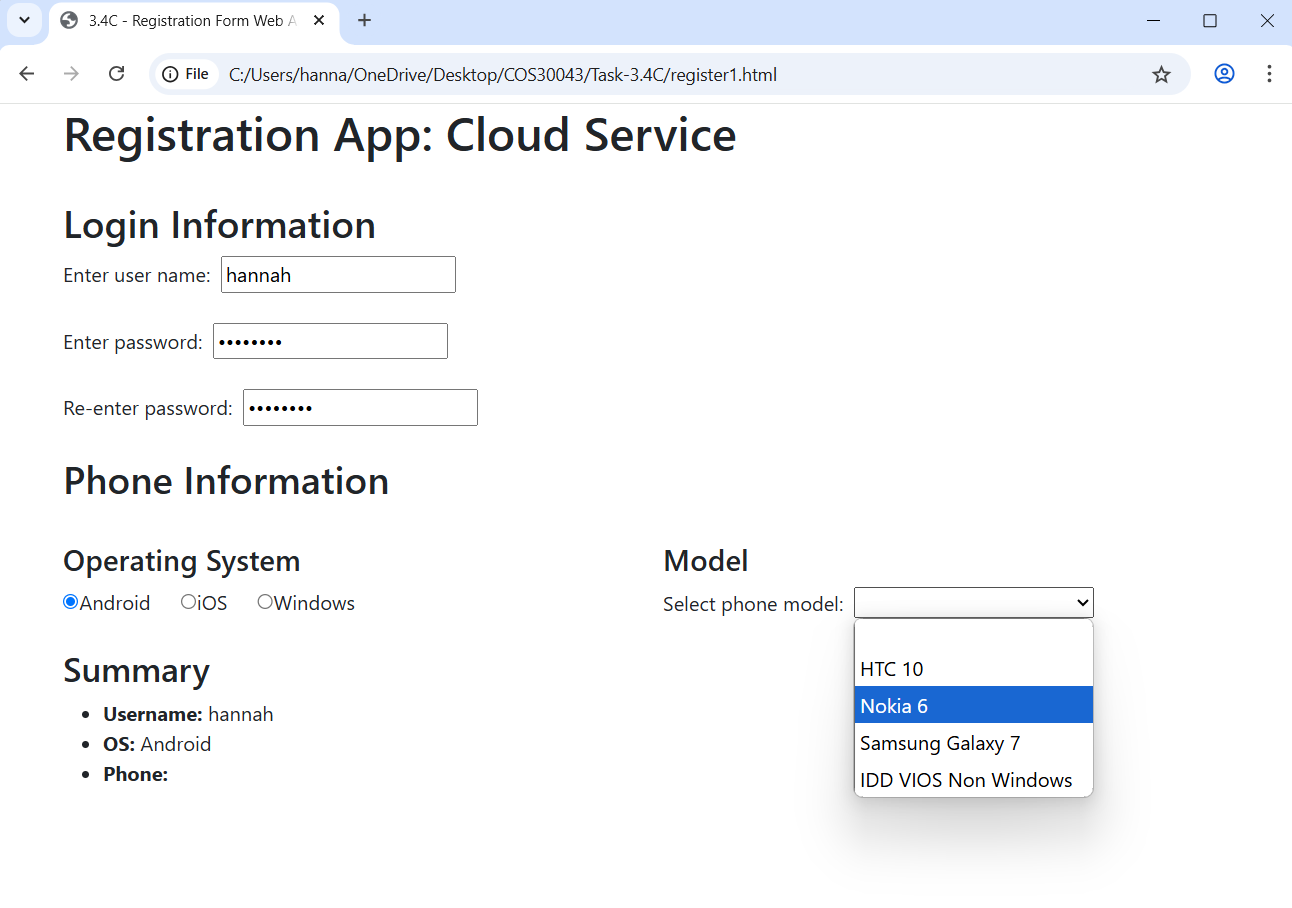 3.4C - Registration Form Web A
File
C:/Users/hanna/OneDrive/Desktop/COS30043/Task-3.4C/register1.html
Registration App: Cloud Service
Login Information
Enter user name: hannah
Enter password: ••••••••
Re-enter password: ••••••••
Phone Information
Operating System
Android iOS Windows
Model
Select phone model:
HTC 10
Nokia 6
Samsung Galaxy 7
IDD VIOS Non Windows
Summary
• Username: hannah
• OS: Android
• Phone: